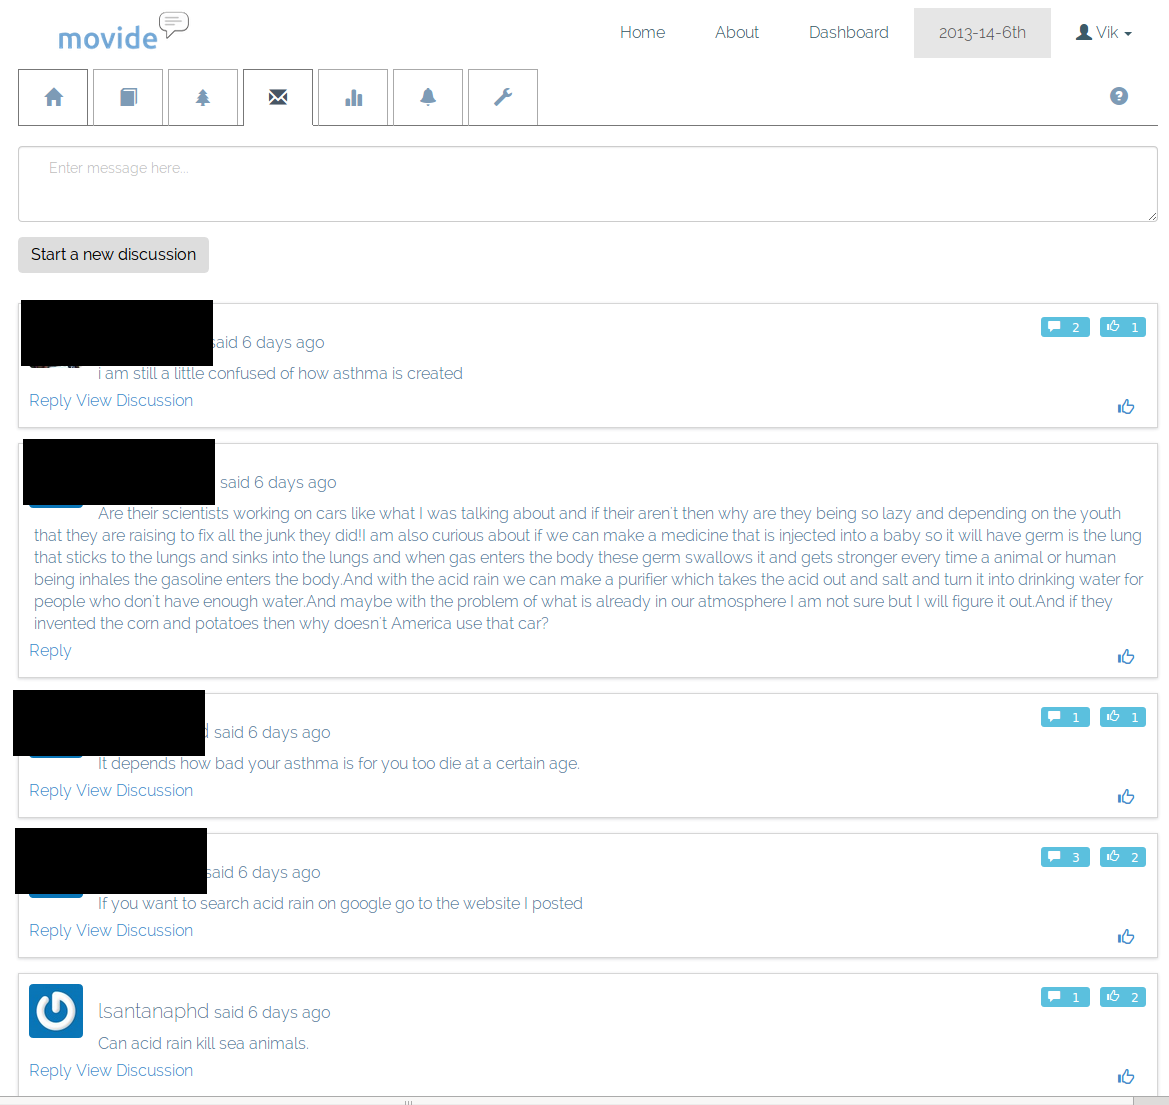 movide
Home About Dashboard 2013-14-6th Vik
Enter message here...
Start a new discussion
said 6 days ago
2 1
i am still a little confused of how asthma is created
Reply View Discussion
said 6 days ago
Are their scientists working on cars like what I was talking about and if their aren't then why are they being so lazy and depending on the youth
that they are raising to fix all the junk they did!I am also curious about if we can make a medicine that is injected into a baby so it will have germ is the lung
that sticks to the lungs and sinks into the lungs and when gas enters the body these germ swallows it and gets stronger every time a animal or human
being inhales the gasoline enters the body.And with the acid rain we can make a purifier which takes the acid out and salt and turn it into drinking water for
people who don't have enough water.And maybe with the problem of what is already in our atmosphere I am not sure but I will figure it out.And if they
invented the corn and potatoes then why doesn't America use that car?
Reply
d said 6 days ago
1 1
It depends how bad your asthma is for you too die at a certain age.
Reply View Discussion
said 6 days ago
3 2
If you want to search acid rain on google go to the website I posted
Reply View Discussion
lsantanaphd said 6 days ago
1 2
Can acid rain kill sea animals.
Reply View Discussion